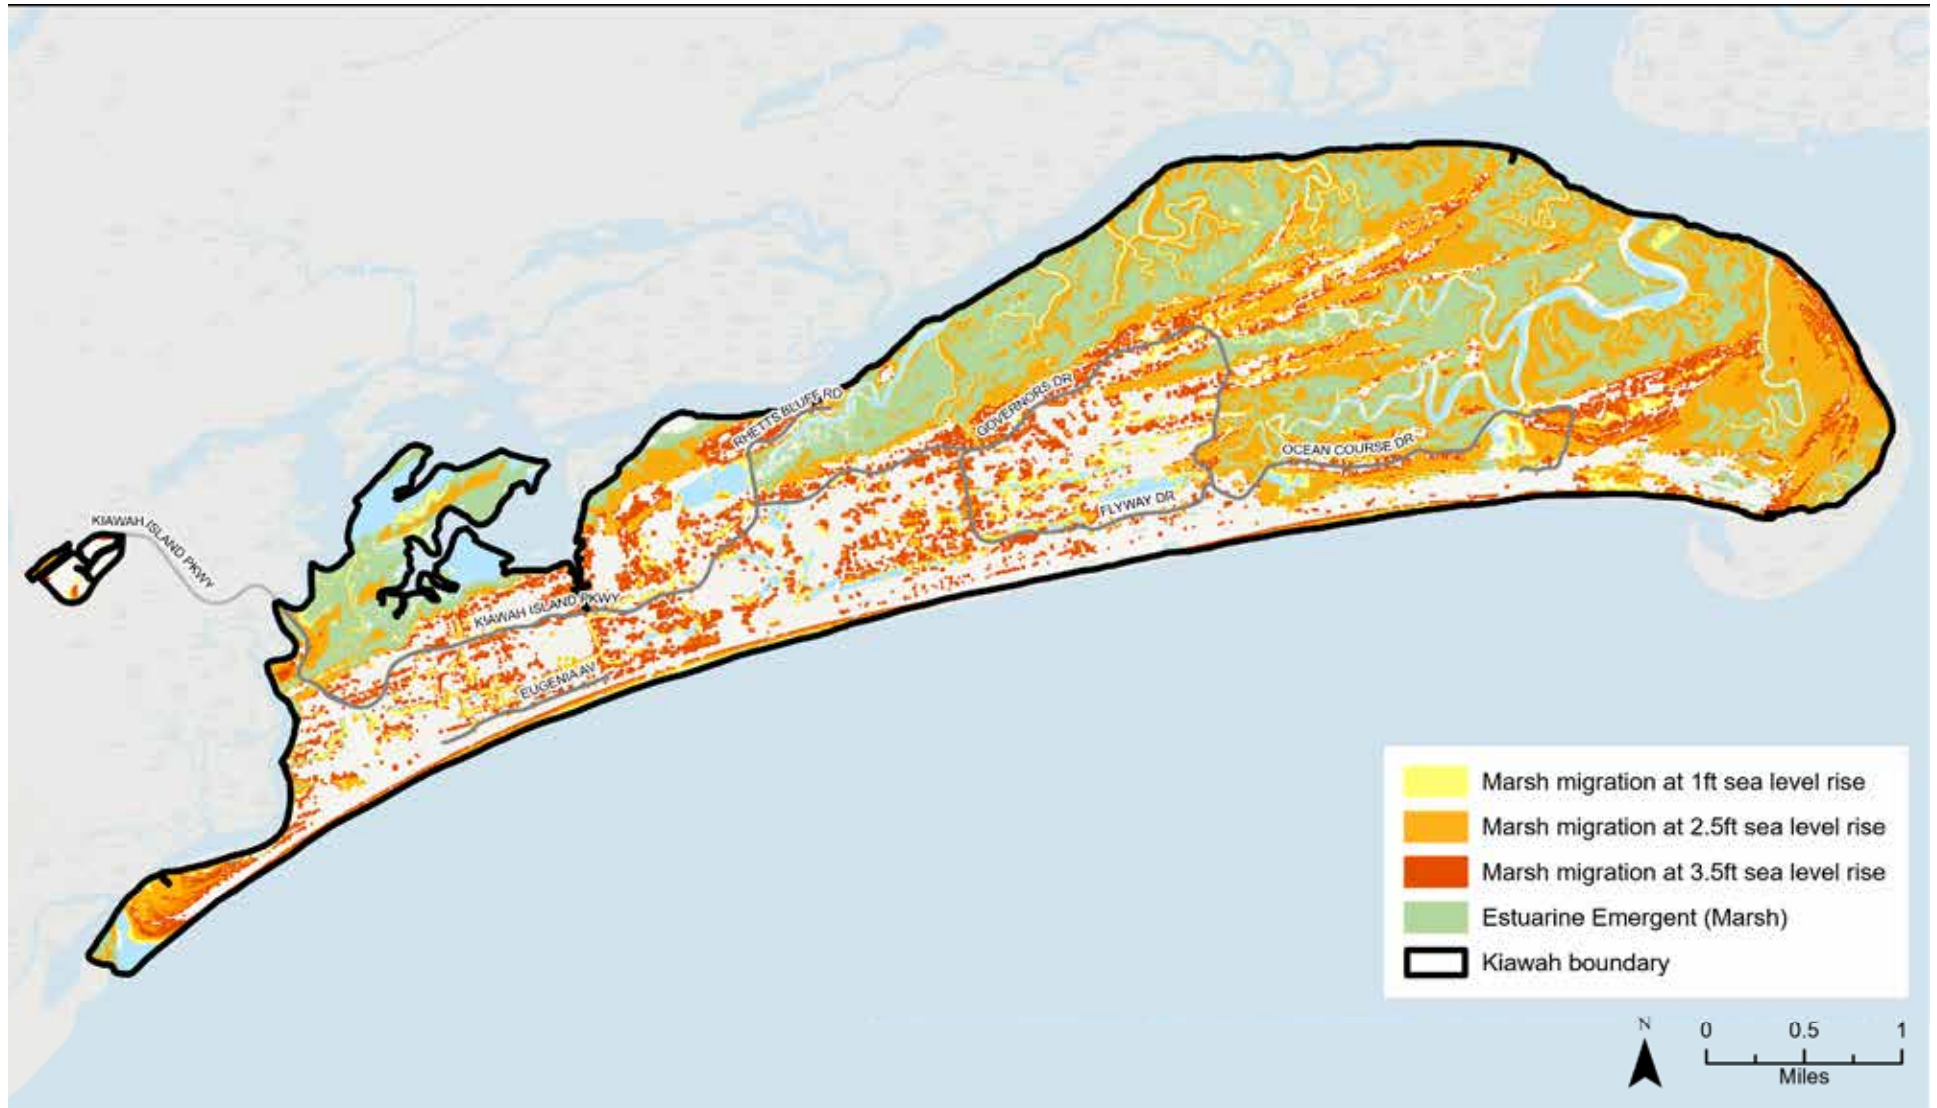 RHETTS BLUFF RD
GOVERNORS DR
OCEAN COURSE DR
FLYWAY DR
KIAWAH ISLAND PKWY
KIAWAH ISLAND PKWY
EUGENIA AV
Marsh migration at 1ft sea level rise
Marsh migration at 2.5ft sea level rise
Marsh migration at 3.5ft sea level rise
Estuarine Emergent (Marsh)
Kiawah boundary
N
0 0.5 1
Miles